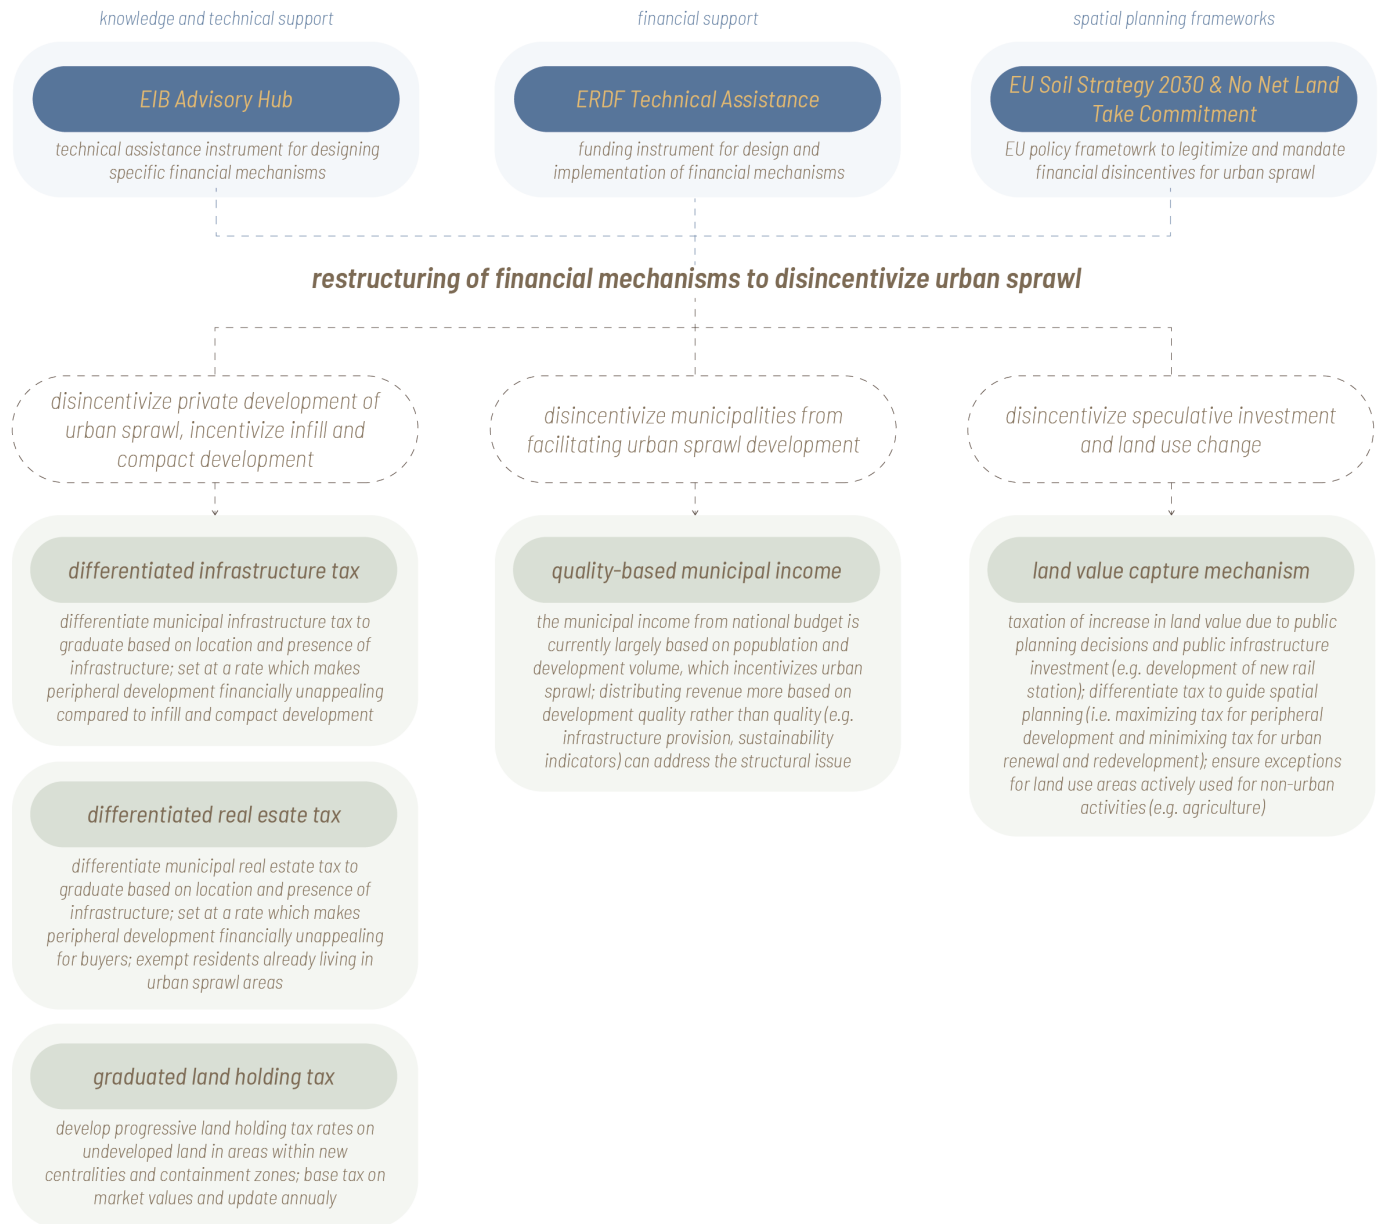 knowledge and technical support
financial support
spatial planning frameworks
EIB Advisory Hub
technical assistance instrument for designing
specific financial mechanisms
ERDF Technical Assistance
funding instrument for design and
implementation of financial mechanisms
EU Soil Strategy 2030 & No Net Land
Take Commitment
EU policy frametowrk to legitimize and mandate
financial disincentives for urban sprawl
restructuring of financial mechanisms to disincentivize urban sprawl
disincentivize private development of
urban sprawl, incentivize infill and
compact development
disincentivize municipalities from
facilitating urban sprawl development
disincentivize speculative investment
and land use change
differentiated infrastructure tax
differentiate municipal infrastructure tax to
graduate based on location and presence of
infrastructure; set at a rate which makes
peripheral development financially unappealing
compared to infill and compact development
differentiated real esate tax
differentiate municipal real estate tax to
graduate based on location and presence of
infrastructure; set at a rate which makes
peripheral development financially unappealing
for buyers; exempt residents already living in
urban sprawl areas
graduated land holding tax
develop progressive land holding tax rates on
undeveloped land in areas within new
centralities and containment zones; base tax on
market values and update annualy
quality-based municipal income
the municipal income from national budget is
currently largely based on popublation and
development volume, which incentivizes urban
sprawl; distributing revenue more based on
development quality rather than quality (e.g.
infrastructure provision, sustainability
indicators) can address the structural issue
land value capture mechanism
taxation of increase in land value due to public
planning decisions and public infrastructure
investment (e.g. development of new rail
station); differentiate tax to guide spatial
planning (i.e. maximizing tax for peripheral
development and minimixing tax for urban
renewal and redevelopment); ensure exceptions
for land use areas actively used for non-urban
activities (e.g. agriculture)